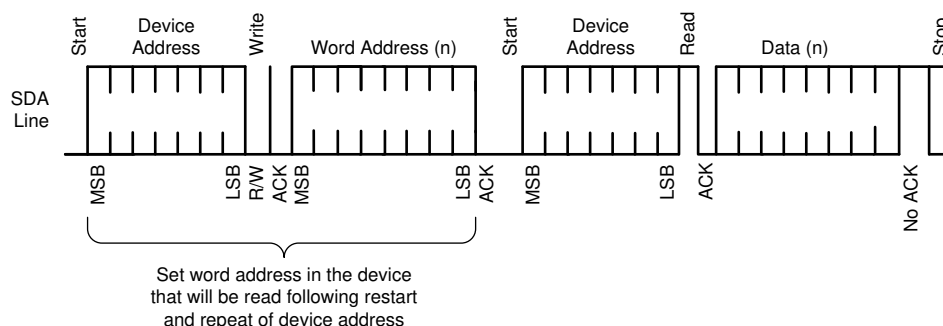 Start
Device
Address
Write
Word Address (n)
Start
Device
Address
Read
Data (n)
Stop
SDA
Line
MSB
LSB
R/W
ACK
MSB
LSB
ACK
MSB
LSB
ACK
No ACK
Set word address in the device
that will be read following restart
and repeat of device address